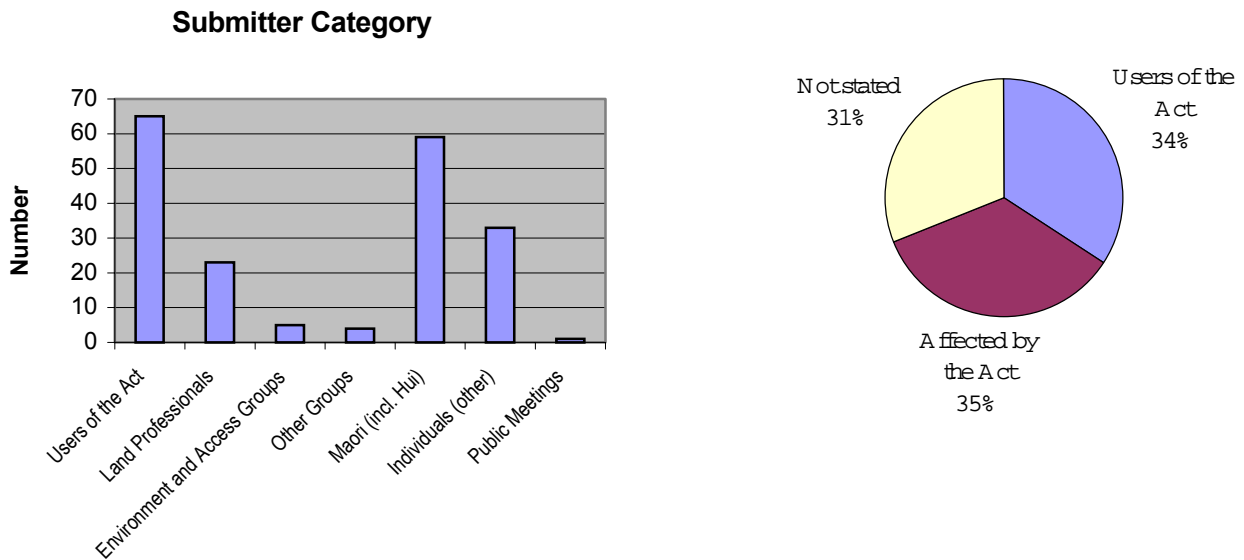 Submitter Category
Number
70
60
50
40
30
20
10
0
Users of the Act
Land Professionals
Environment and Access Groups
Other Groups
Maori (incl. Hui)
Individuals (other)
Public Meetings
Not stated
31%
Users of the
Act
34%
Affected by
the Act
35%